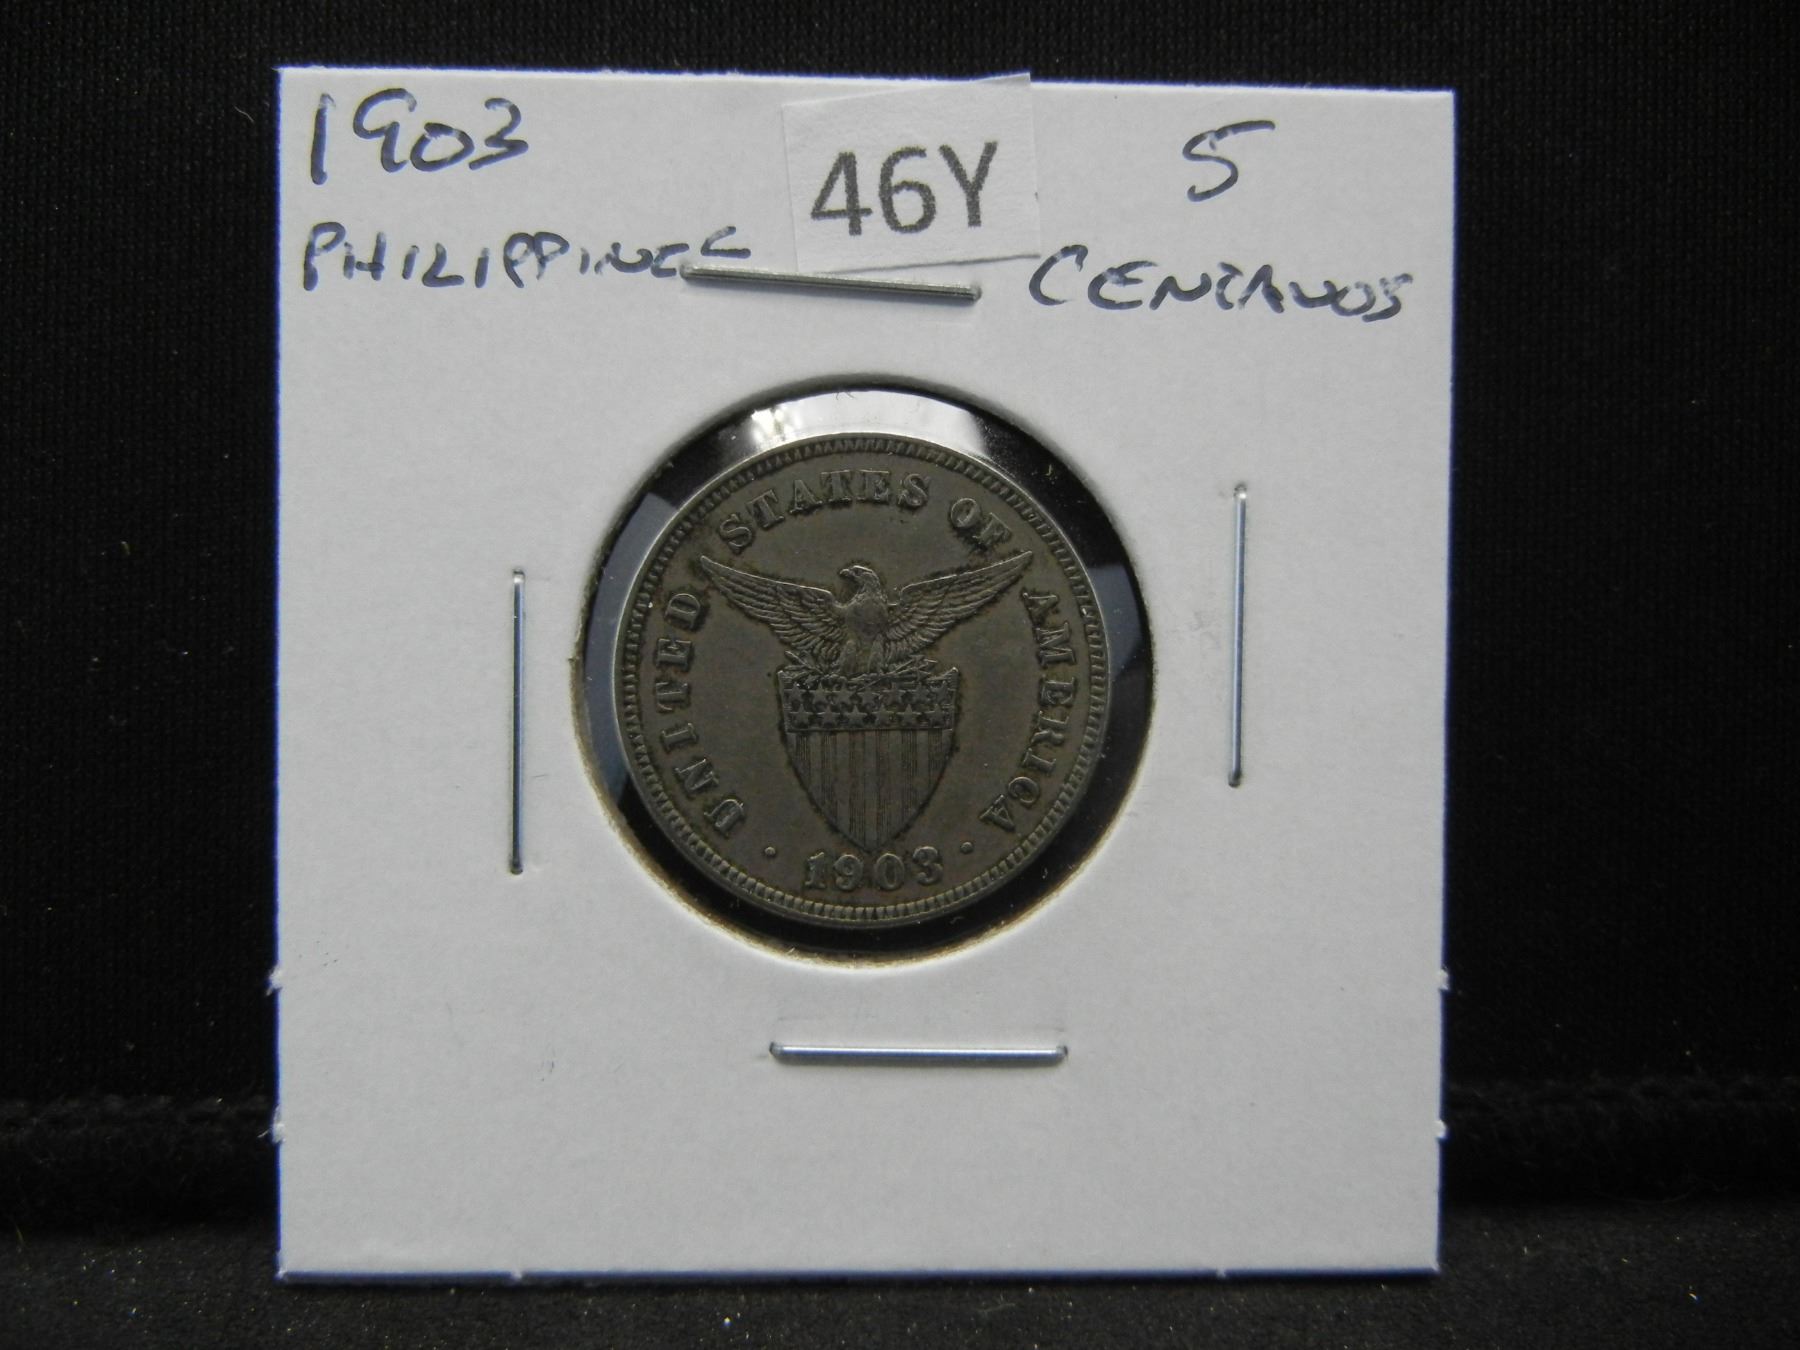 1903
46Y
5
PHILIPPINES
CENTAVOS
UNITED STATES OF AMERICA
· 1903 ·